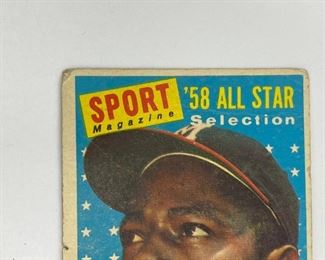 SPORT
Magazine
'58 ALL STAR
Selection